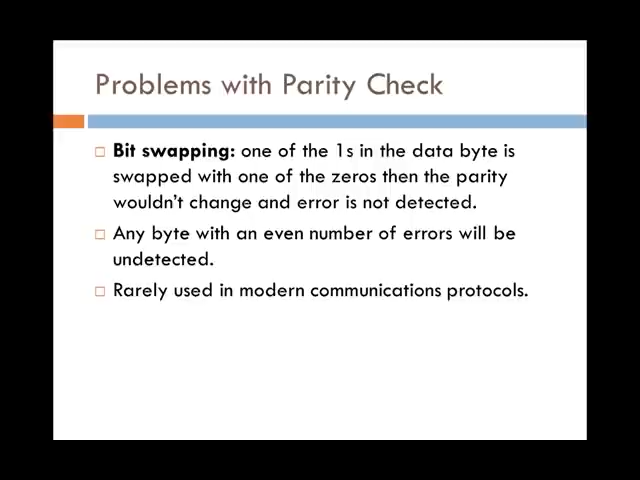 Problems with Parity Check
Bit swapping: one of the 1s in the data byte is
swapped with one of the zeros then the parity
wouldn't change and error is not detected.
Any byte with an even number of errors will be
undetected.
Rarely used in modern communications protocols.